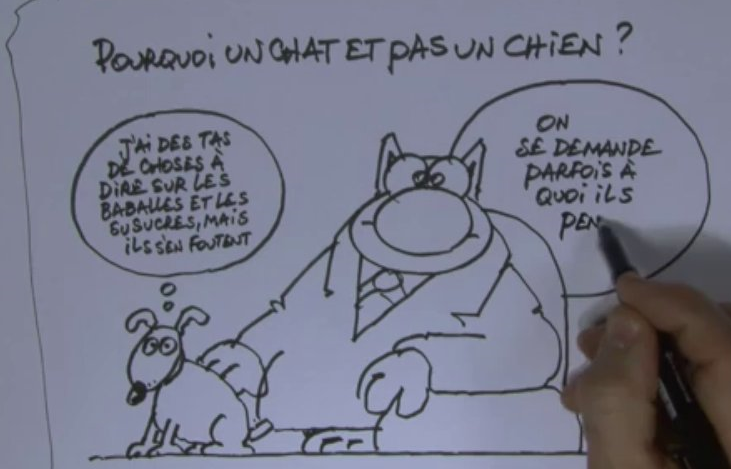 POURQUOI UN CHAT ET PAS UN CHIEN ?
J'AI DES TAS
DE CHOSES À
DIRE SUR LES
BABALLES ET LES
SUSUCRES, MAIS
ILS S'EN FOUTENT
ON
SE DEMANDE
PARFOIS À
QUOI ILS
PEN